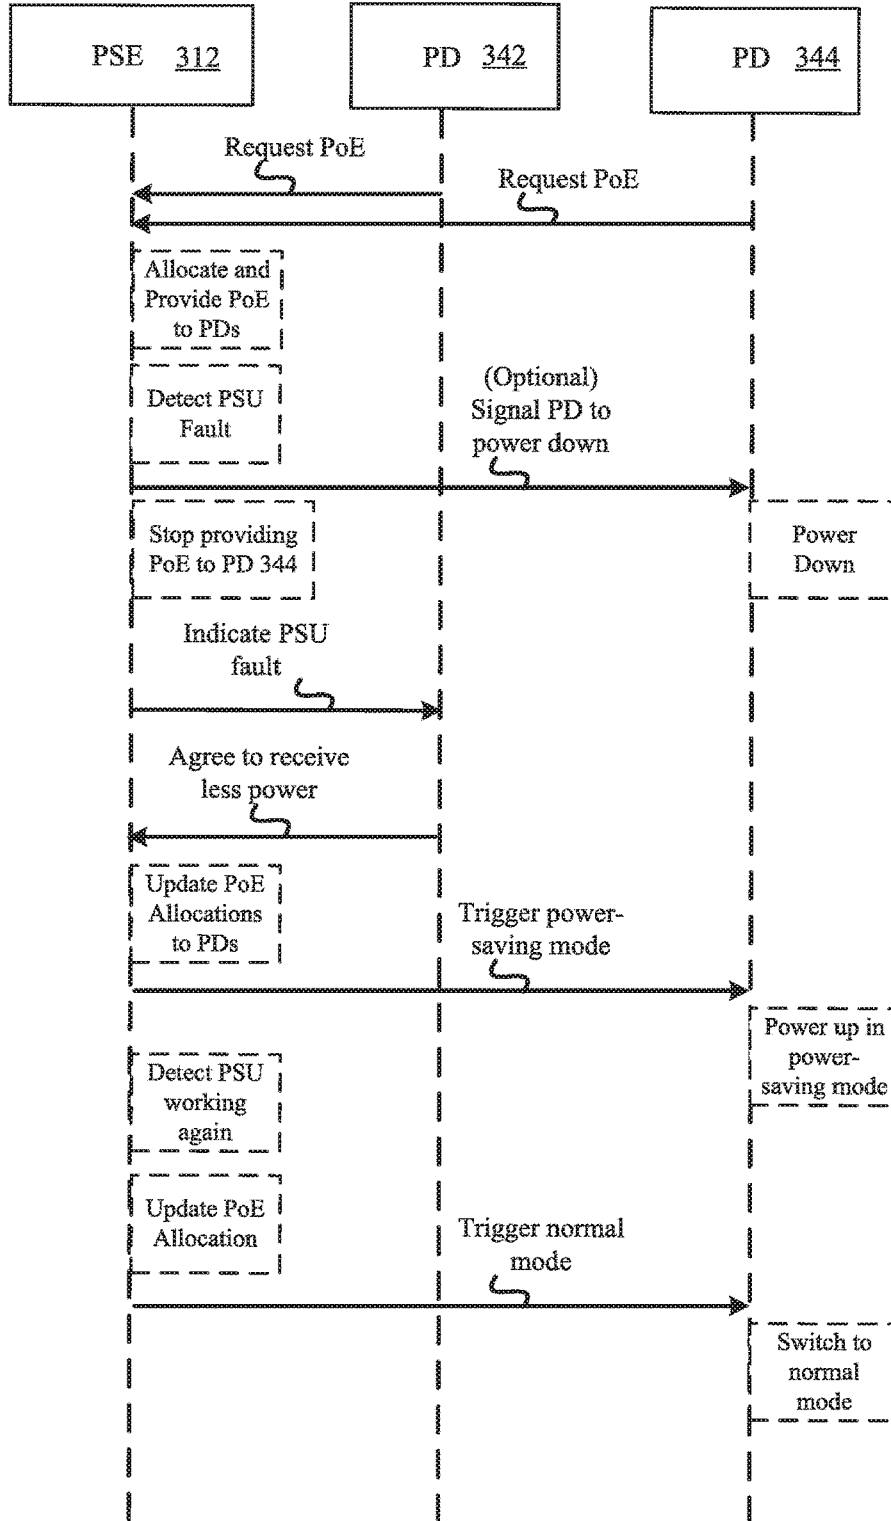 PSE 312
PD 342
PD 344
Request PoE
Request PoE
Allocate and
Provide PoE
to PDs
Detect PSU
Fault
(Optional)
Signal PD to
power down
Stop providing
PoE to PD 344
Power
Down
Indicate PSU
fault
Agree to receive
less power
Update PoE
Allocations
to PDs
Trigger power-
saving mode
Power up in
power-
saving mode
Detect PSU
working
again
Update PoE
Allocation
Trigger normal
mode
Switch to
normal
mode